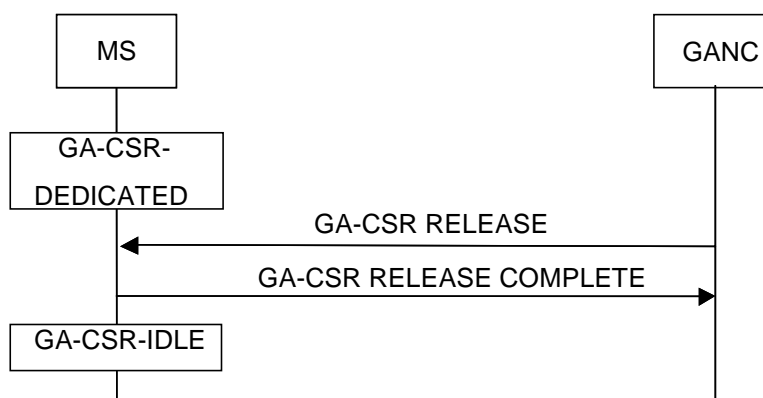 MS
GANC
GA-CSR-
DEDICATED
GA-CSR RELEASE
GA-CSR RELEASE COMPLETE
GA-CSR-IDLE